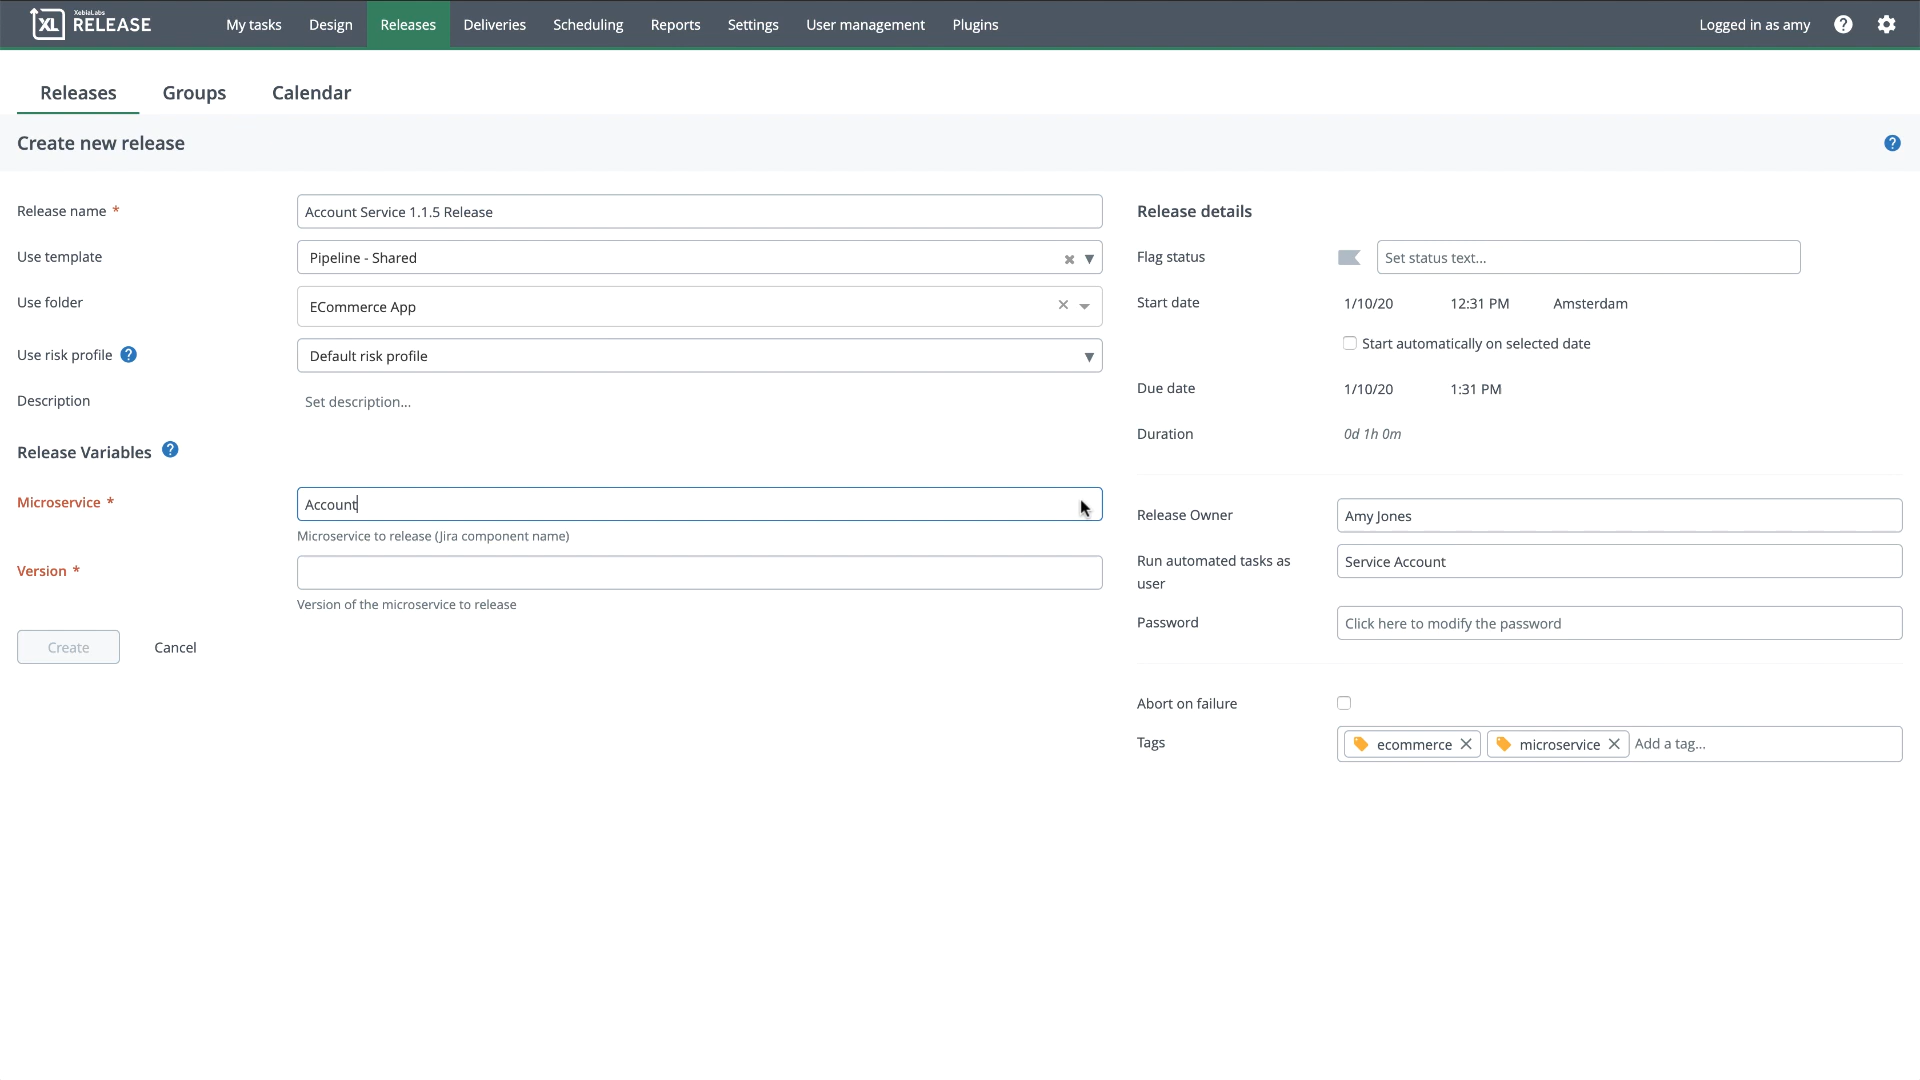 XebiaLabs
XL RELEASE
My tasks Design Releases Deliveries Scheduling Reports Settings User management Plugins Logged in as amy ?
Releases Groups Calendar
Create new release ?
Release name * Account Service 1.1.5 Release
Use template Pipeline - Shared
Use folder ECommerce App
Use risk profile ? Default risk profile
Description Set description...
Release Variables ?
Microservice * Account
Microservice to release (Jira component name)
Version *
Version of the microservice to release
Create Cancel
Release details
Flag status Set status text...
Start date 1/10/20 12:31 PM Amsterdam
Start automatically on selected date
Due date 1/10/20 1:31 PM
Duration 0d 1h 0m
Release Owner Amy Jones
Run automated tasks as Service Account
user
Password Click here to modify the password
Abort on failure
Tags ecommerce microservice Add a tag...